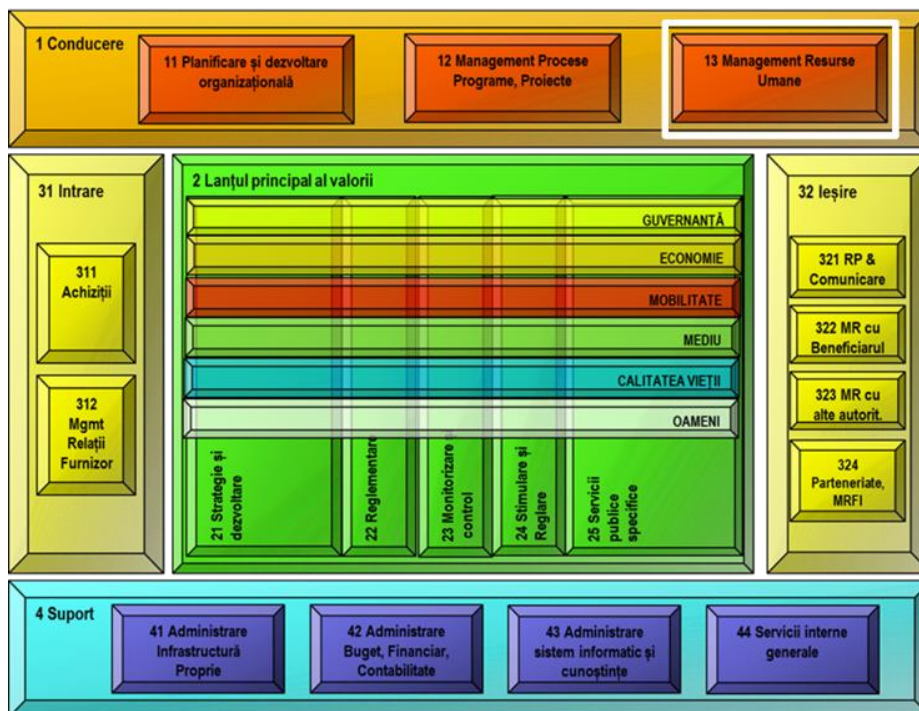 1 Conducere
11 Planificare și dezvoltare
organizațională
12 Management Procese
Programe, Proiecte
13 Management Resurse
Umane
31 Intrare
311
Achiziții
312
Mgmt
Relații
Furnizor
2 Lanțul principal al valorii
GUVERNANȚĂ
ECONOMIE
MOBILITATE
MEDIU
CALITATEA VIEȚII
OAMENI
21 Strategie și
dezvoltare
22 Reglementare
23 Monitorizare și
control
24 Stimulare și
Reglare
25 Servicii
publice
specifice
32 Ieșire
321 RP &
Comunicare
322 MR cu
Beneficiarul
323 MR cu
alte autorit.
324
Parteneriate,
MRFI
4 Suport
41 Administrare
Infrastructură
Proprie
42 Administrare
Buget, Financiar,
Contabilitate
43 Administrare
sistem informatic și
cunoștințe
44 Servicii interne
generale